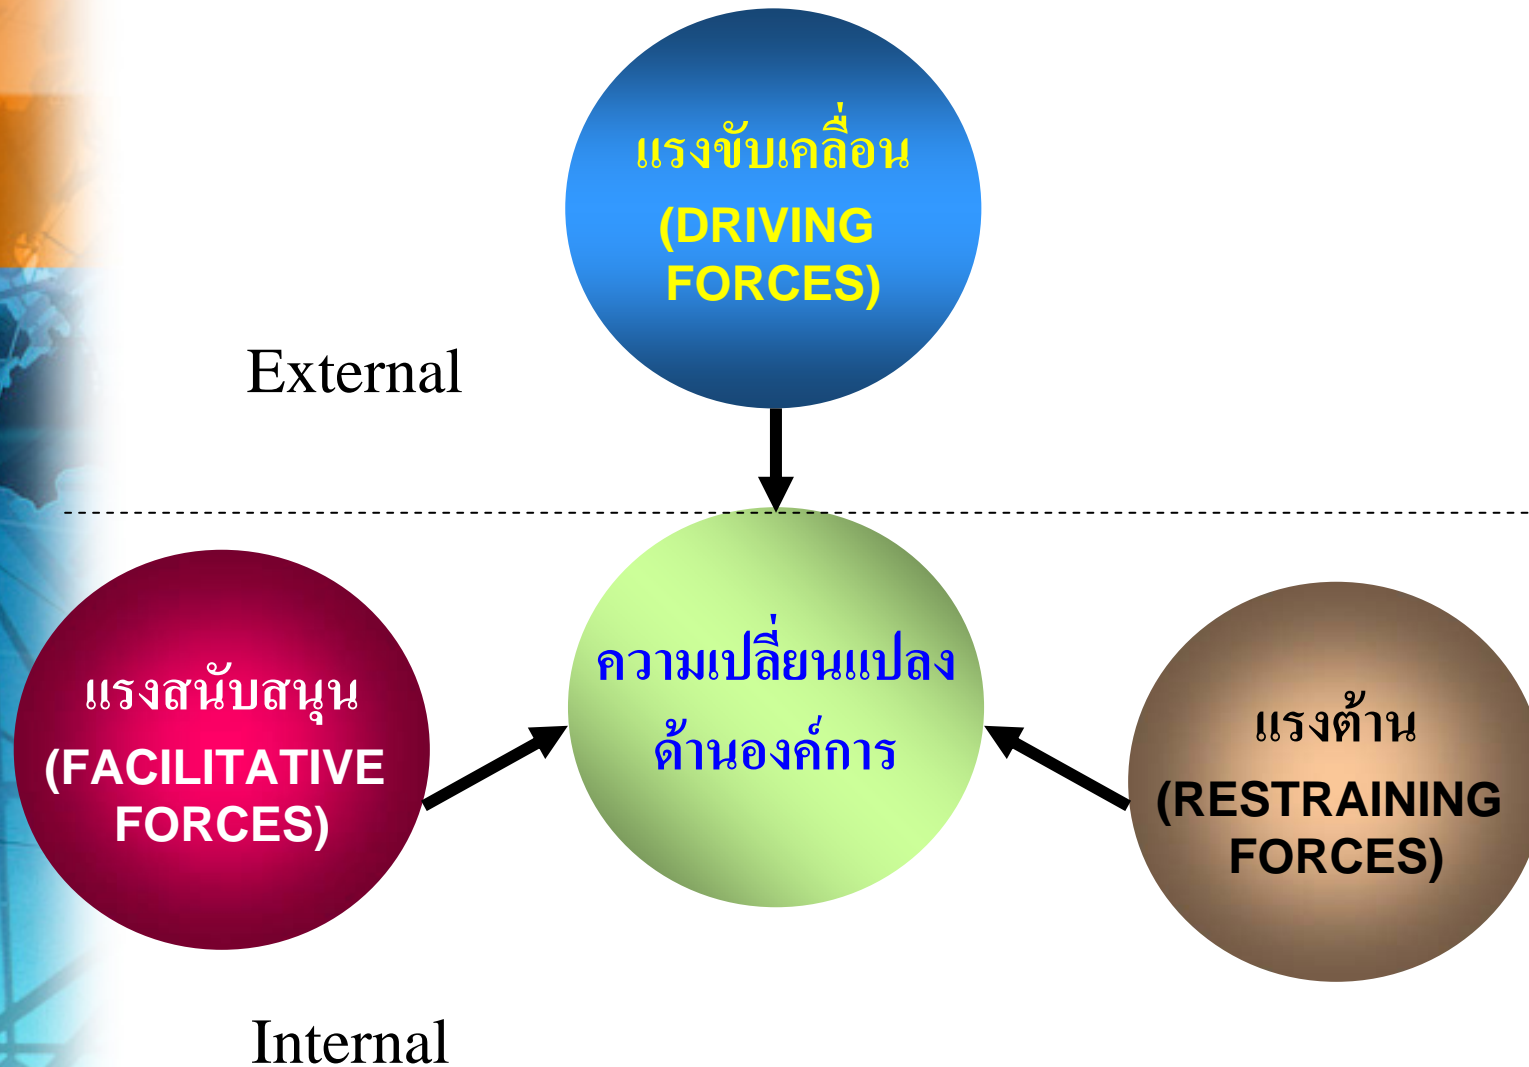 แรงขับเคลื่อน
(DRIVING
FORCES)
External
ความเปลี่ยนแปลง
ด้านองค์การ
แรงสนับสนุน
(FACILITATIVE
FORCES)
แรงต้าน
(RESTRAINING
FORCES)
Internal